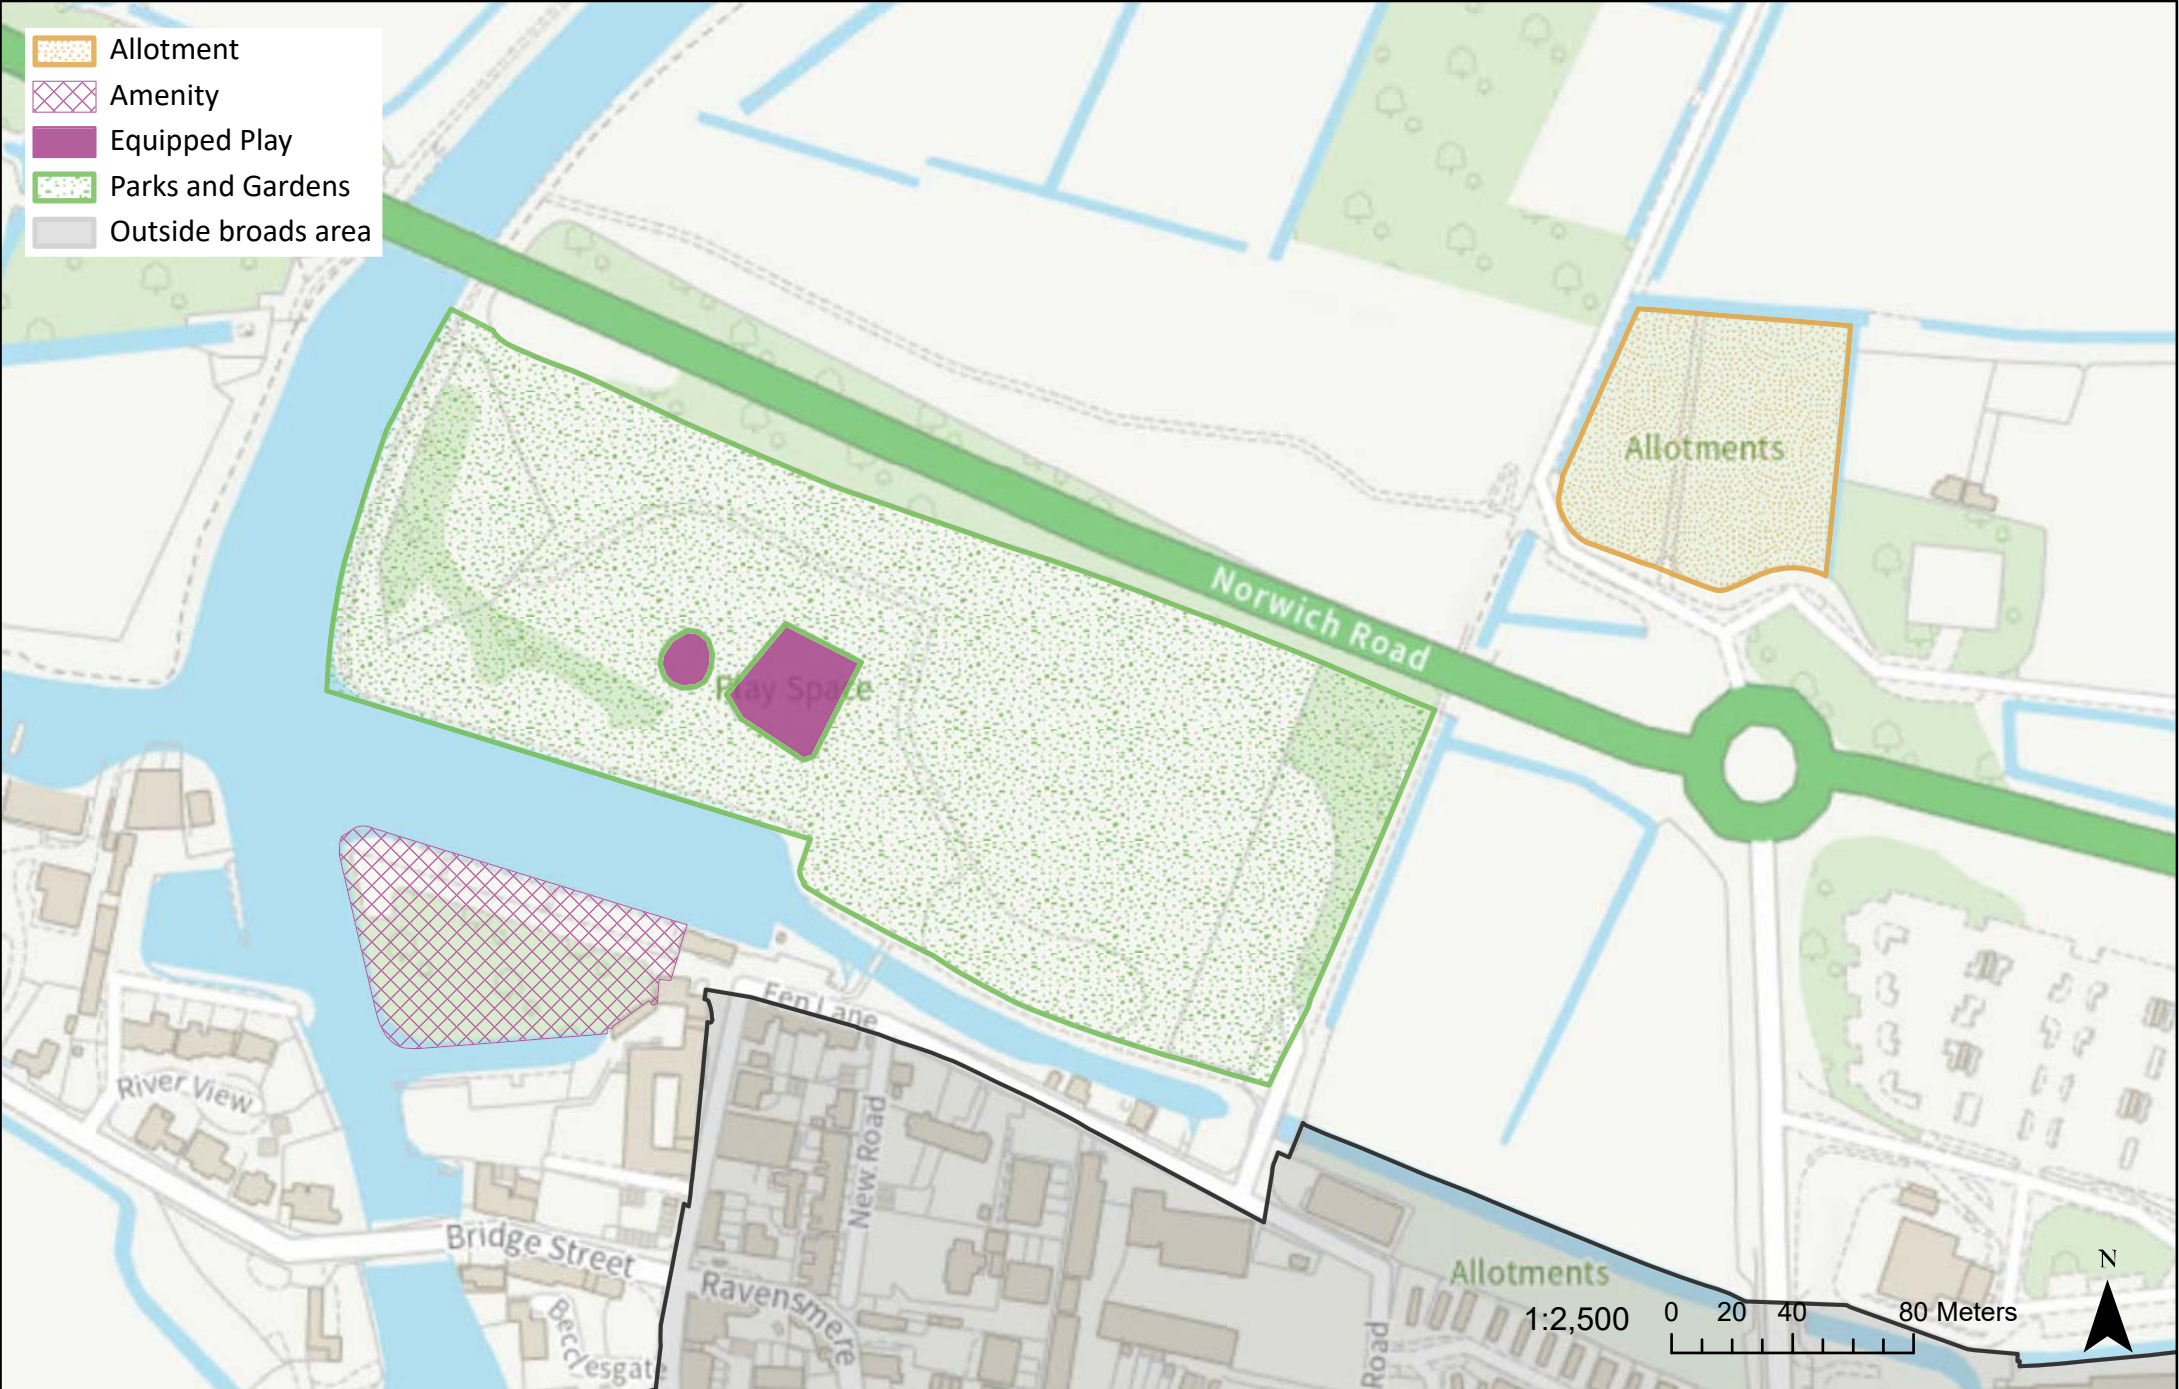 Allotment
Amenity
Equipped Play
Parks and Gardens
Outside broads area
Allotments
Norwich Road
Play Space
Fen Lane
River View
New Road
Bridge Street
Ravensmere
Becclesgate
Road
Allotments
1:2,500
0 20 40 80 Meters
N